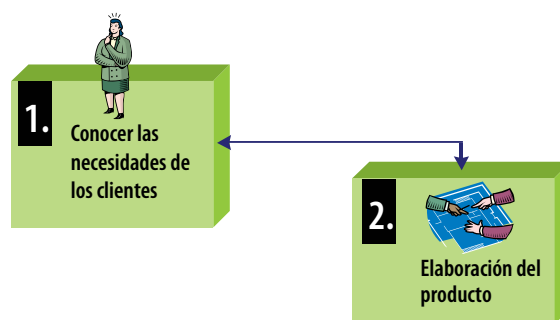 1.
Conocer las
necesidades de
los clientes
2.
Elaboración del
producto